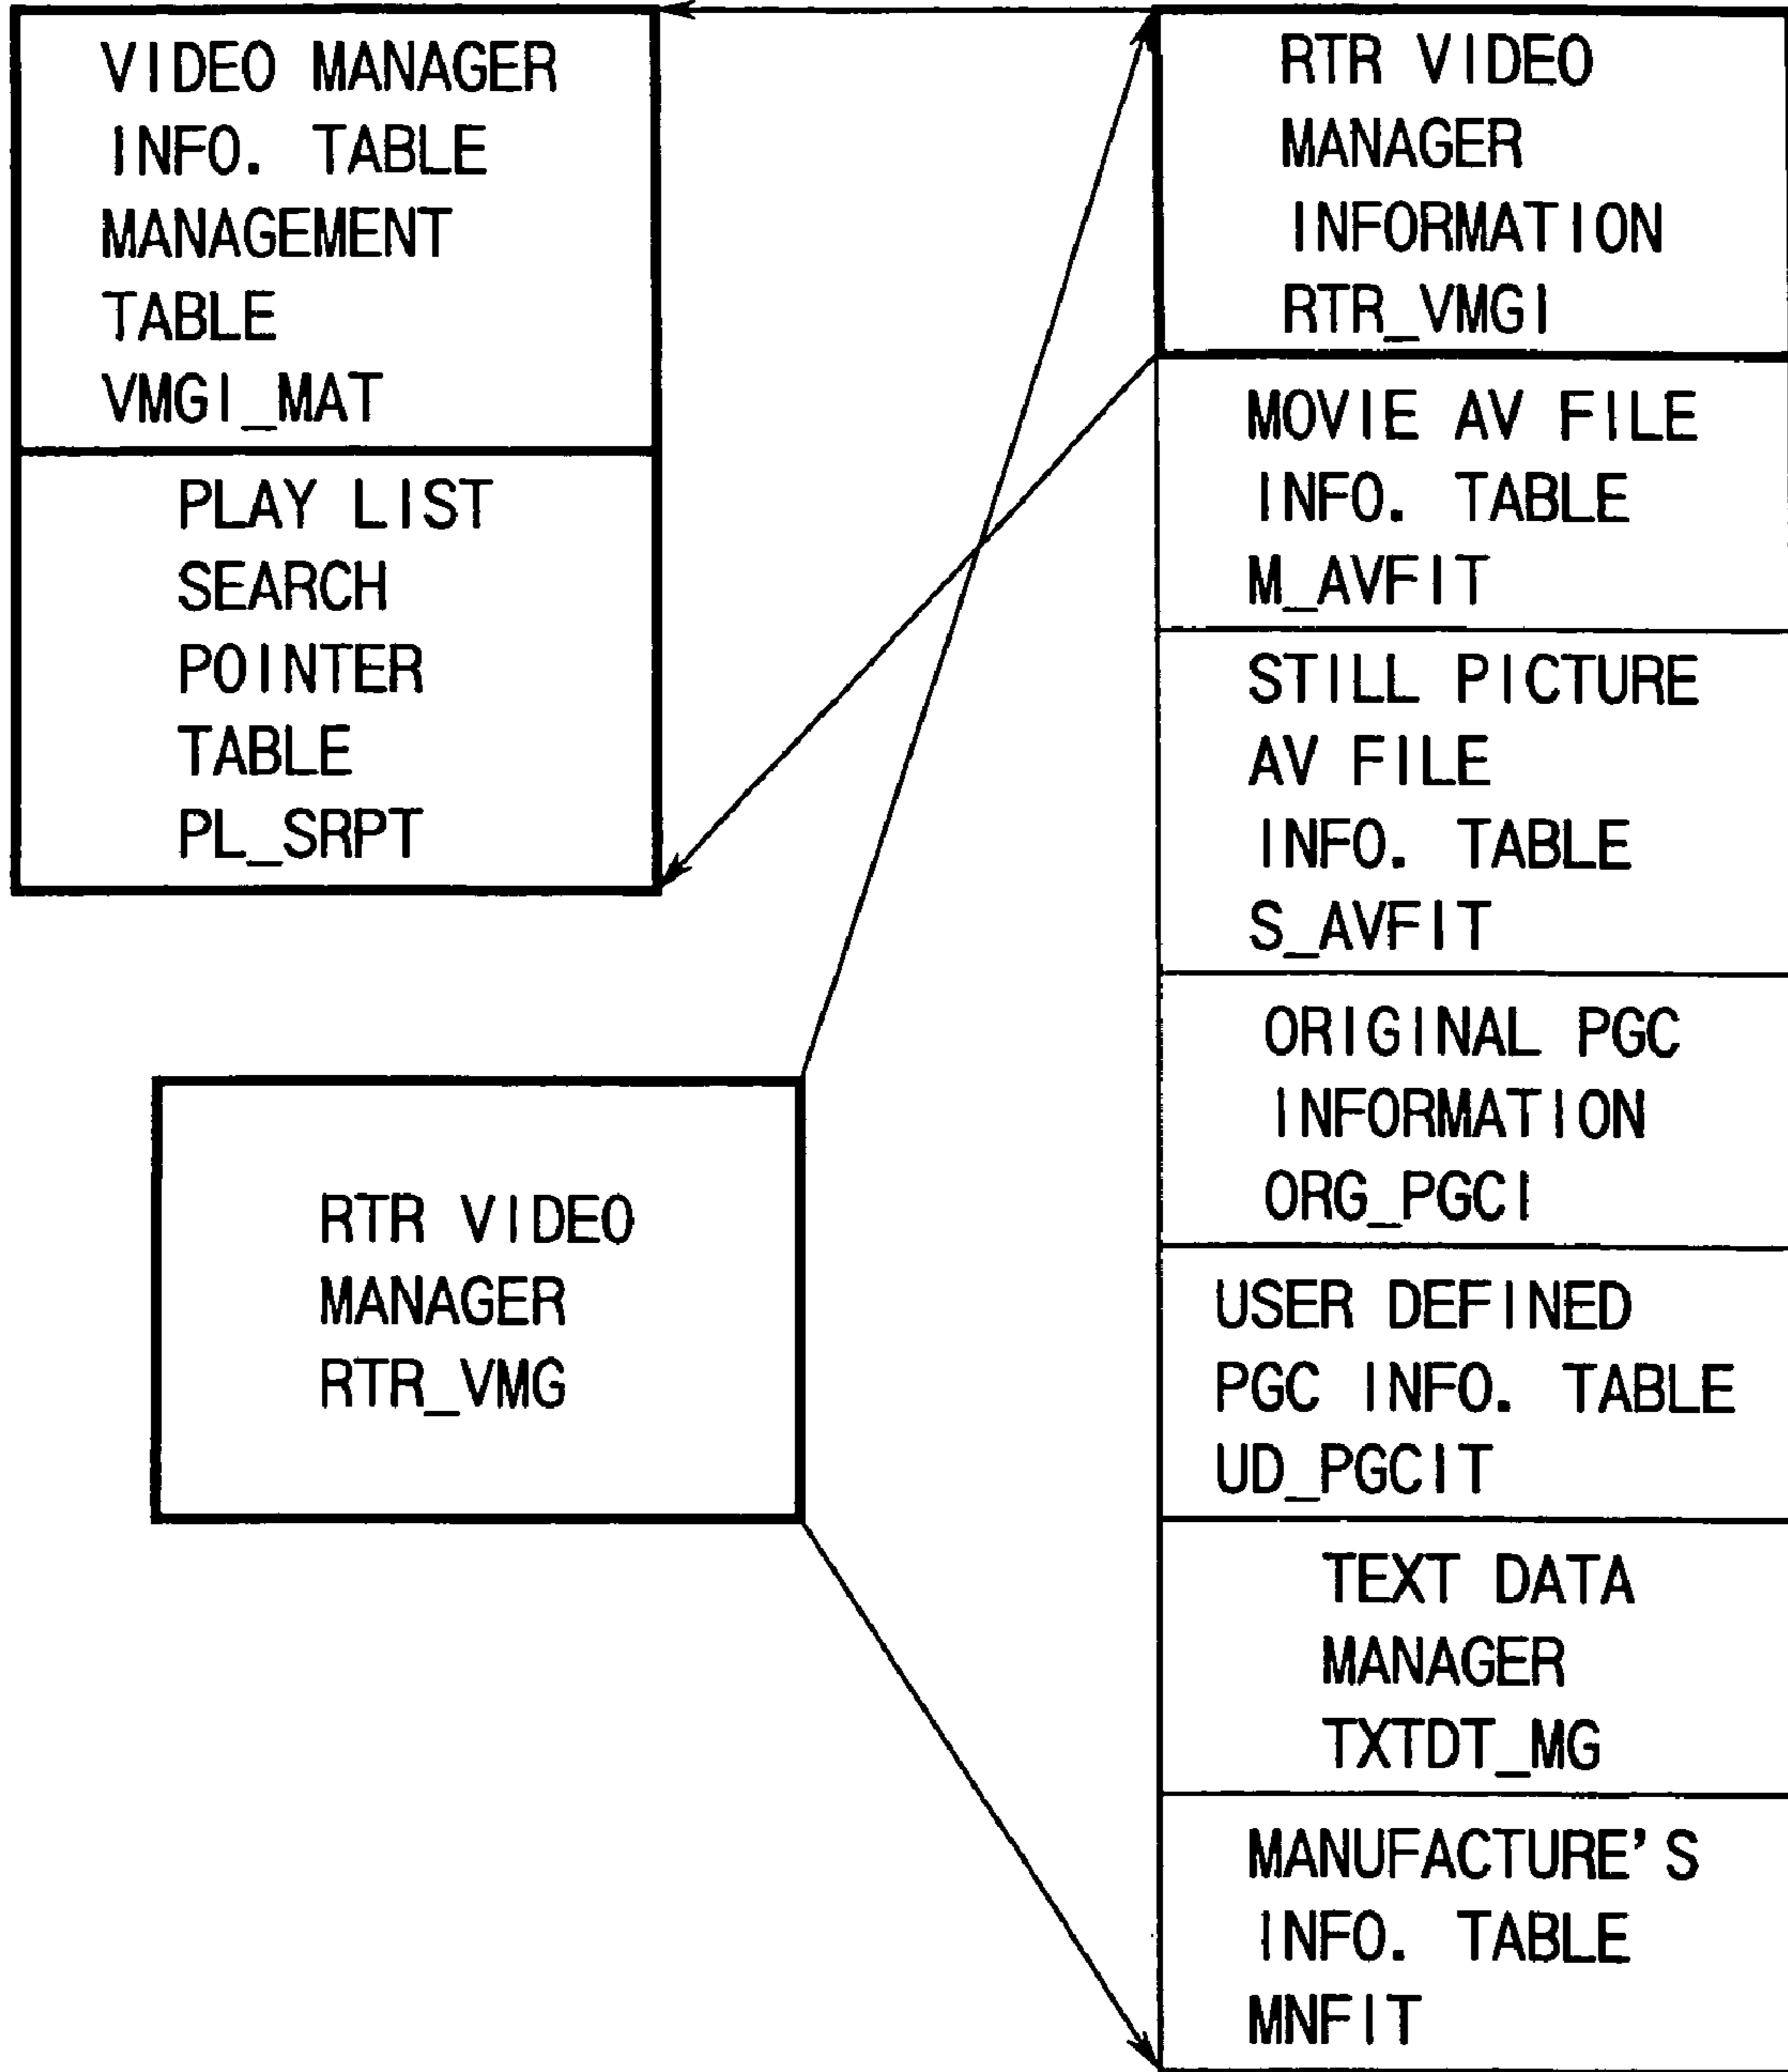 VIDEO MANAGER
INFO. TABLE
MANAGEMENT
TABLE
VMGI_MAT
PLAY LIST
SEARCH
POINTER
TABLE
PL_SRPT
RTR VIDEO
MANAGER
RTR_VMG
RTR VIDEO
MANAGER
INFORMATION
RTR_VMGI
MOVIE AV FILE
INFO. TABLE
M_AVFIT
STILL PICTURE
AV FILE
INFO. TABLE
S_AVFIT
ORIGINAL PGC
INFORMATION
ORG_PGCI
USER DEFINED
PGC INFO. TABLE
UD_PGCIT
TEXT DATA
MANAGER
TXTDT_MG
MANUFACTURE'S
INFO. TABLE
MNFIT